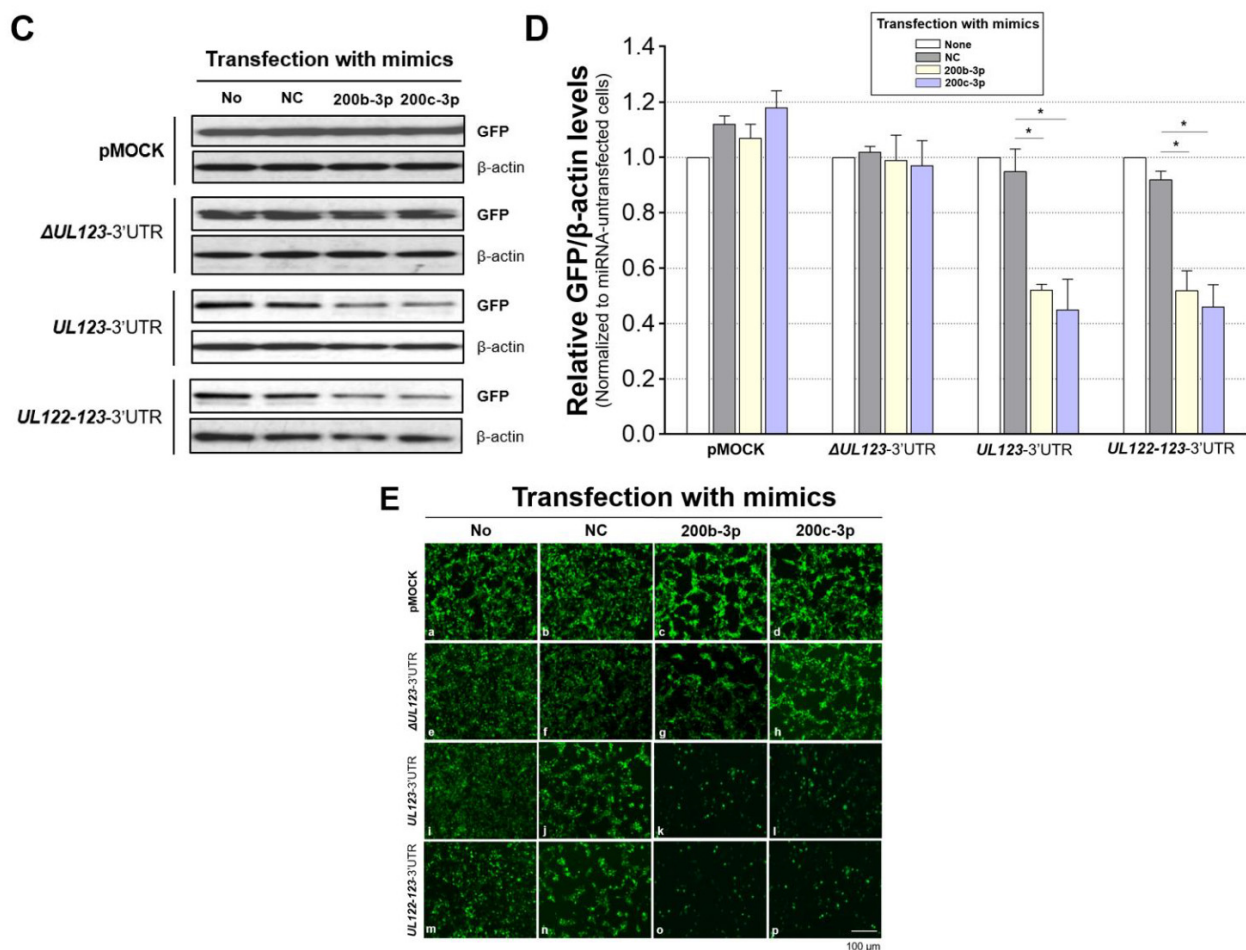 C
Transfection with mimics
No NC 200b-3p 200c-3p
pMOCK
GFP
β-actin
ΔUL123-3'UTR
GFP
β-actin
UL123-3'UTR
GFP
β-actin
UL122-123-3'UTR
GFP
β-actin
D
Transfection with mimics
None
NC
200b-3p
200c-3p
Relative GFP/β-actin levels
(Normalized to miRNA-untransfected cells)
1.4
1.2
1.0
0.8
0.6
0.4
0.2
0.0
* *
* *
pMOCK ΔUL123-3'UTR UL123-3'UTR UL122-123-3'UTR
E
Transfection with mimics
No NC 200b-3p 200c-3p
pMOCK
a b c d
ΔUL123-3'UTR
e f g h
UL123-3'UTR
i j k l
UL122-123-3'UTR
m n o p
100 µm